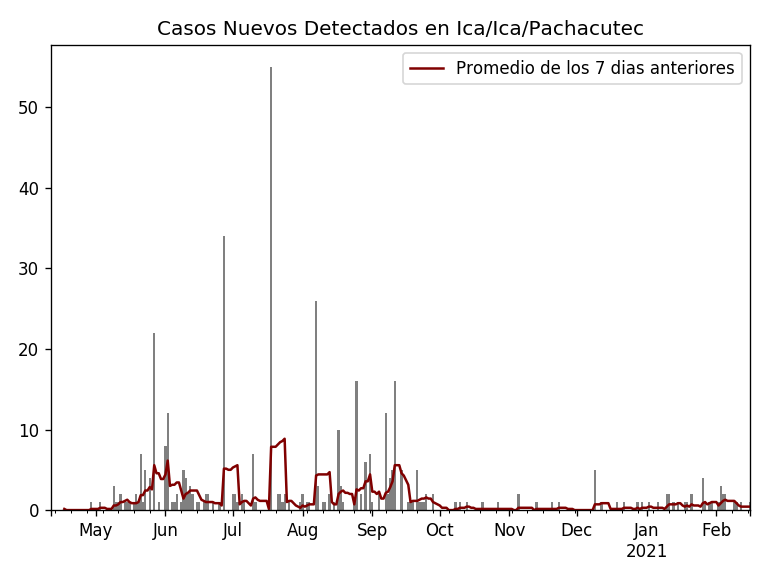 Casos Nuevos Detectados en Ica/Ica/Pachacutec
Promedio de los 7 dias anteriores
50
40
30
20
10
0
May Jun Jul Aug Sep Oct Nov Dec Jan Feb
2021